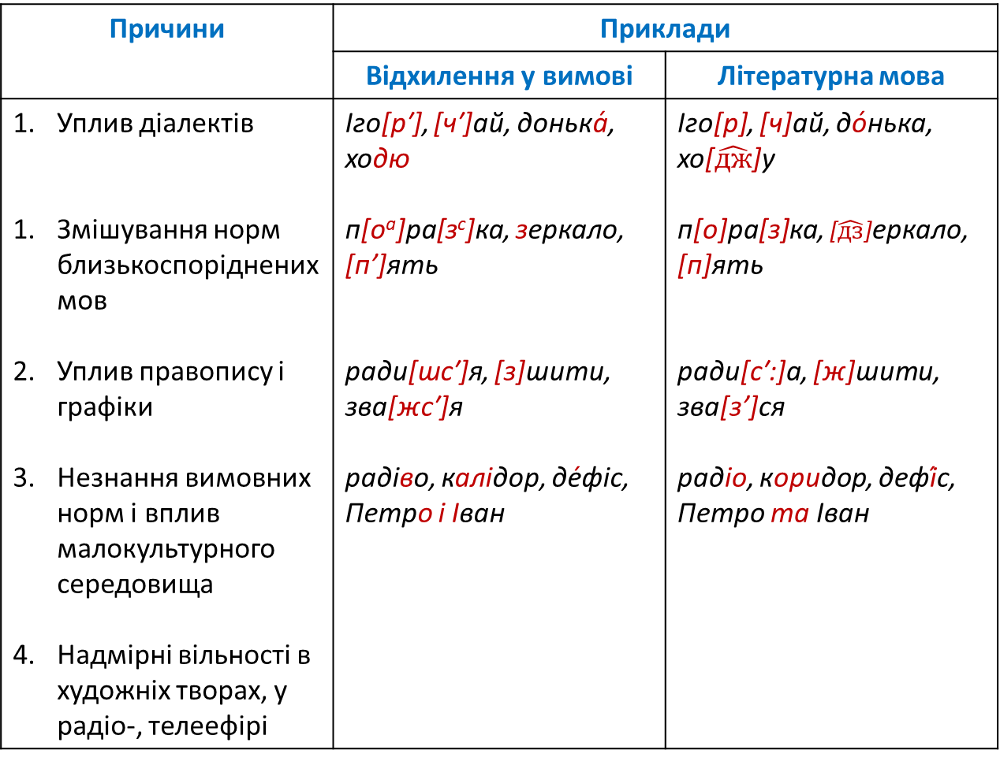 Причини
Приклади
Відхилення у вимові
Літературна мова
1. Уплив діалектів
Іго[р′], [ч′]ай, донька́,
ходю
Іго[р], [ч]ай, до́нька,
хо[д͡ж]у
1. Змішування норм
близькоспоріднених
мов
п[оᵃ]ра[зᶜ]ка, зеркало,
[п′]ять
п[о]ра[з]ка, [д͡з]еркало,
[п]ять
2. Уплив правопису і
графіки
ради[шс′]я, [з]шити,
зва[жс′]я
ради[с′:]а, [ж]шити,
зва[з′]ся
3. Незнання вимовних
норм і вплив
малокультурного
середовища
радіво, калідор, де́фіс,
Петро і Іван
радіо, коридор, дефі́с,
Петро та Іван
4. Надмірні вільності в
художніх творах, у
радіо-, телеефірі